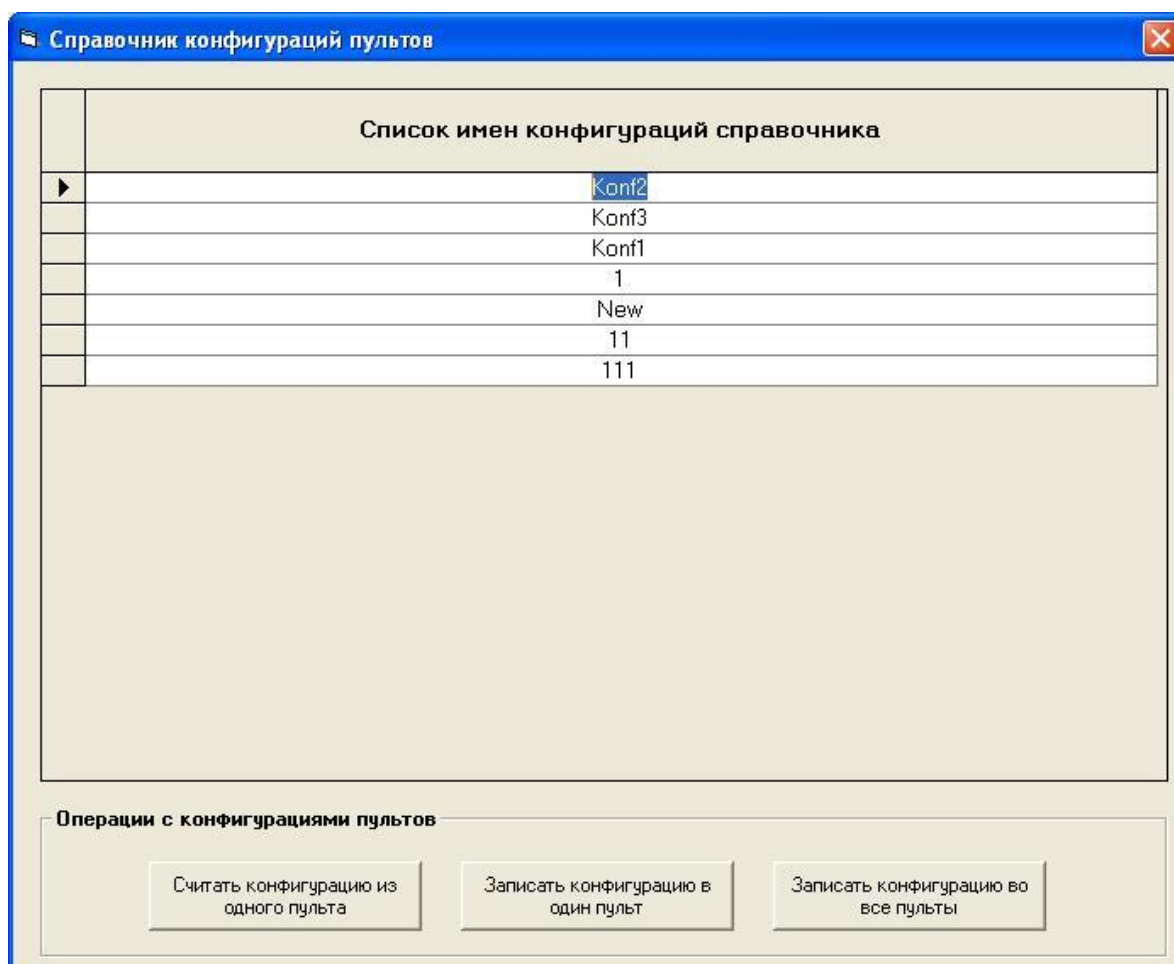 Справочник конфигураций пультов
Список имен конфигураций справочника
Konf2
Konf3
Konf1
1
New
11
111
Операции с конфигурациями пультов
Считать конфигурацию из
одного пульта
Записать конфигурацию в
один пульт
Записать конфигурацию во
все пульты